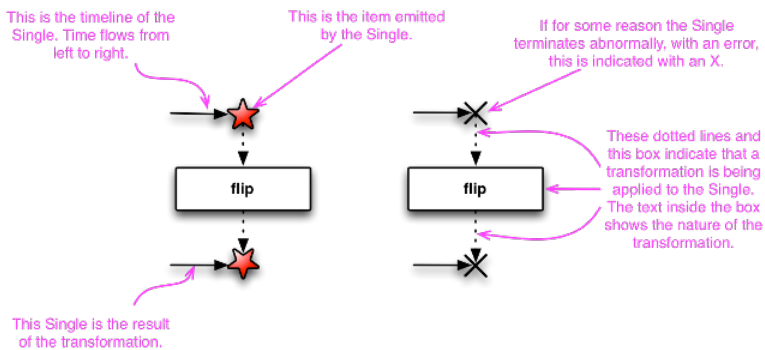 This is the timeline of the
Single. Time flows from
left to right.
This is the item emitted
by the Single.
If for some reason the Single
terminates abnormally, with an error,
this is indicated with an X.
flip
flip
These dotted lines and
this box indicate that a
transformation is being
applied to the Single.
The text inside the box
shows the nature of the
transformation.
This Single is the result
of the transformation.